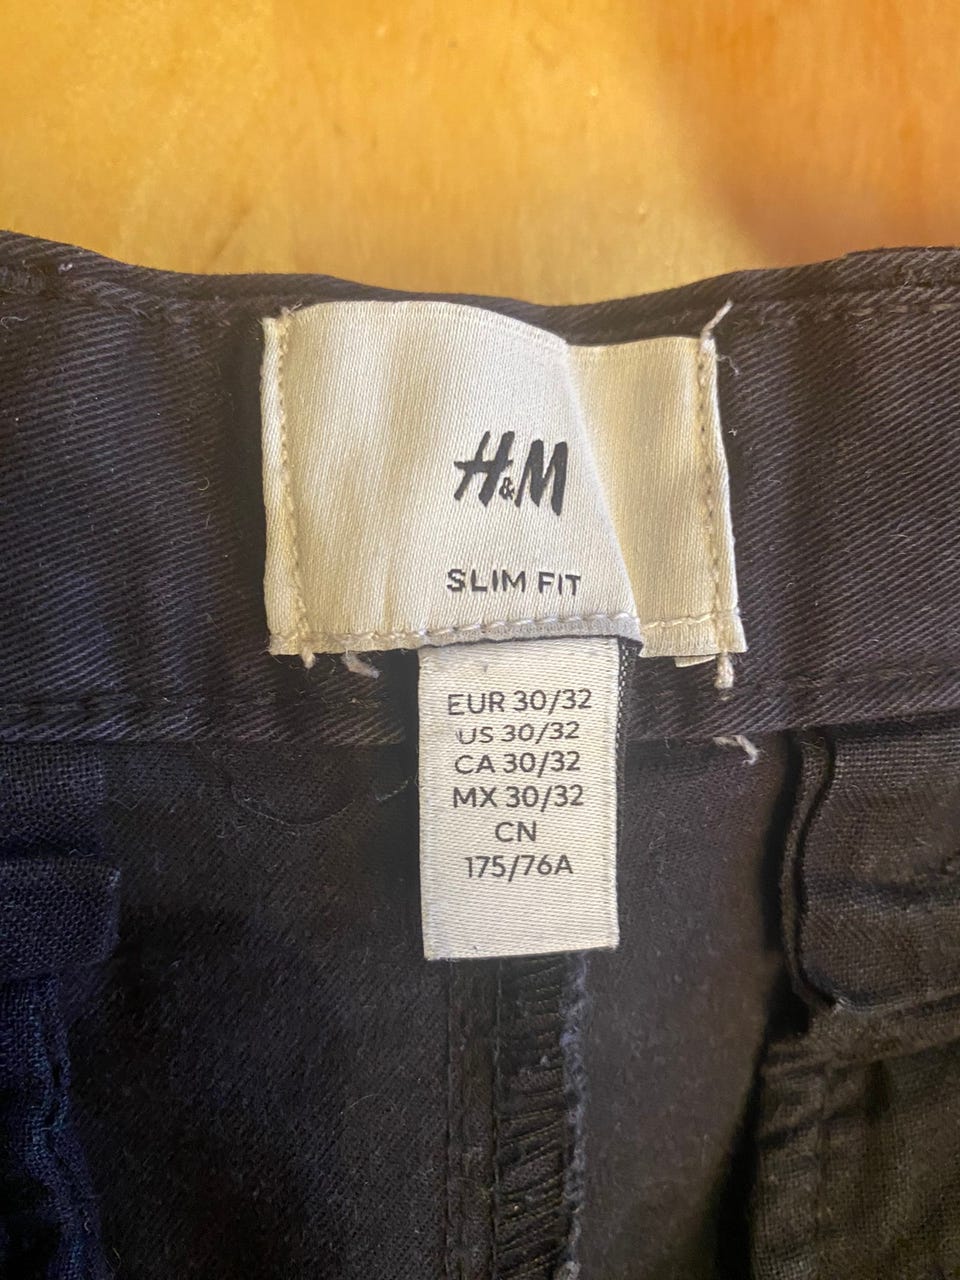 H&M
SLIM FIT
EUR 30/32
US 30/32
CA 30/32
MX 30/32
CN
175/76A